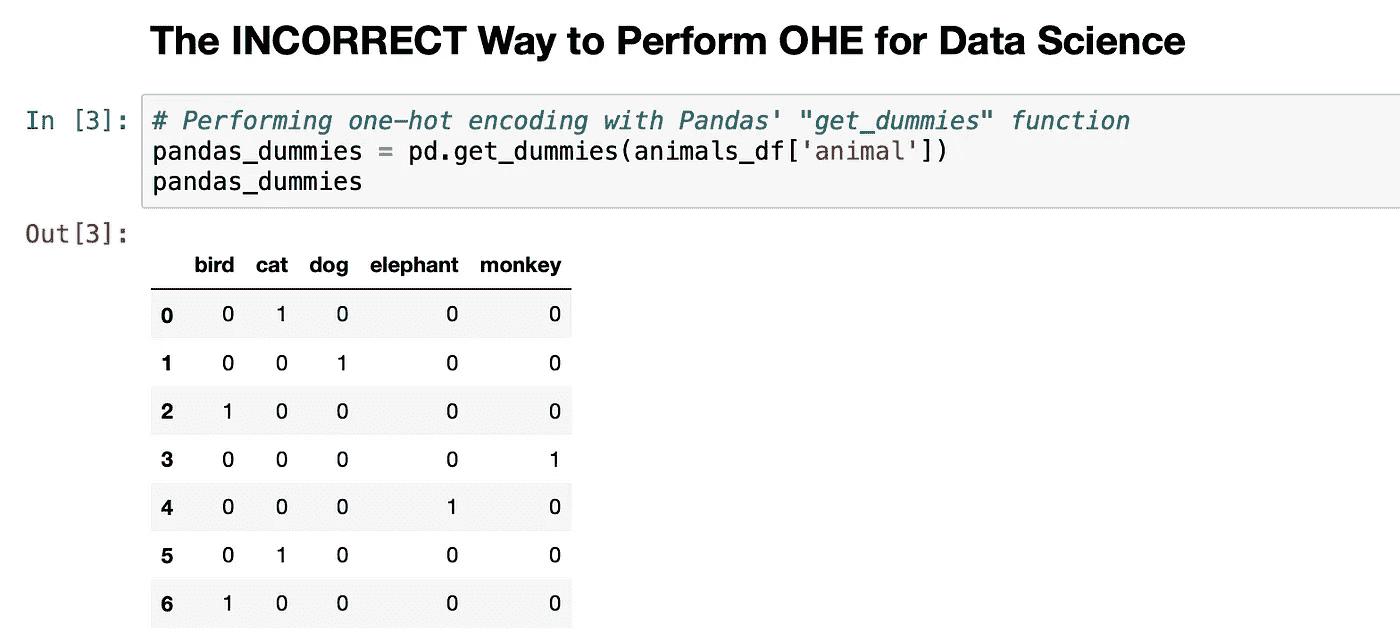 The INCORRECT Way to Perform OHE for Data Science
In [3]: # Performing one-hot encoding with Pandas' "get_dummies" function
pandas_dummies = pd.get_dummies(animals_df['animal'])
pandas_dummies
Out[3]:
bird cat dog elephant monkey
0 0 1 0 0 0
1 0 0 1 0 0
2 1 0 0 0 0
3 0 0 0 0 1
4 0 0 0 1 0
5 0 1 0 0 0
6 1 0 0 0 0